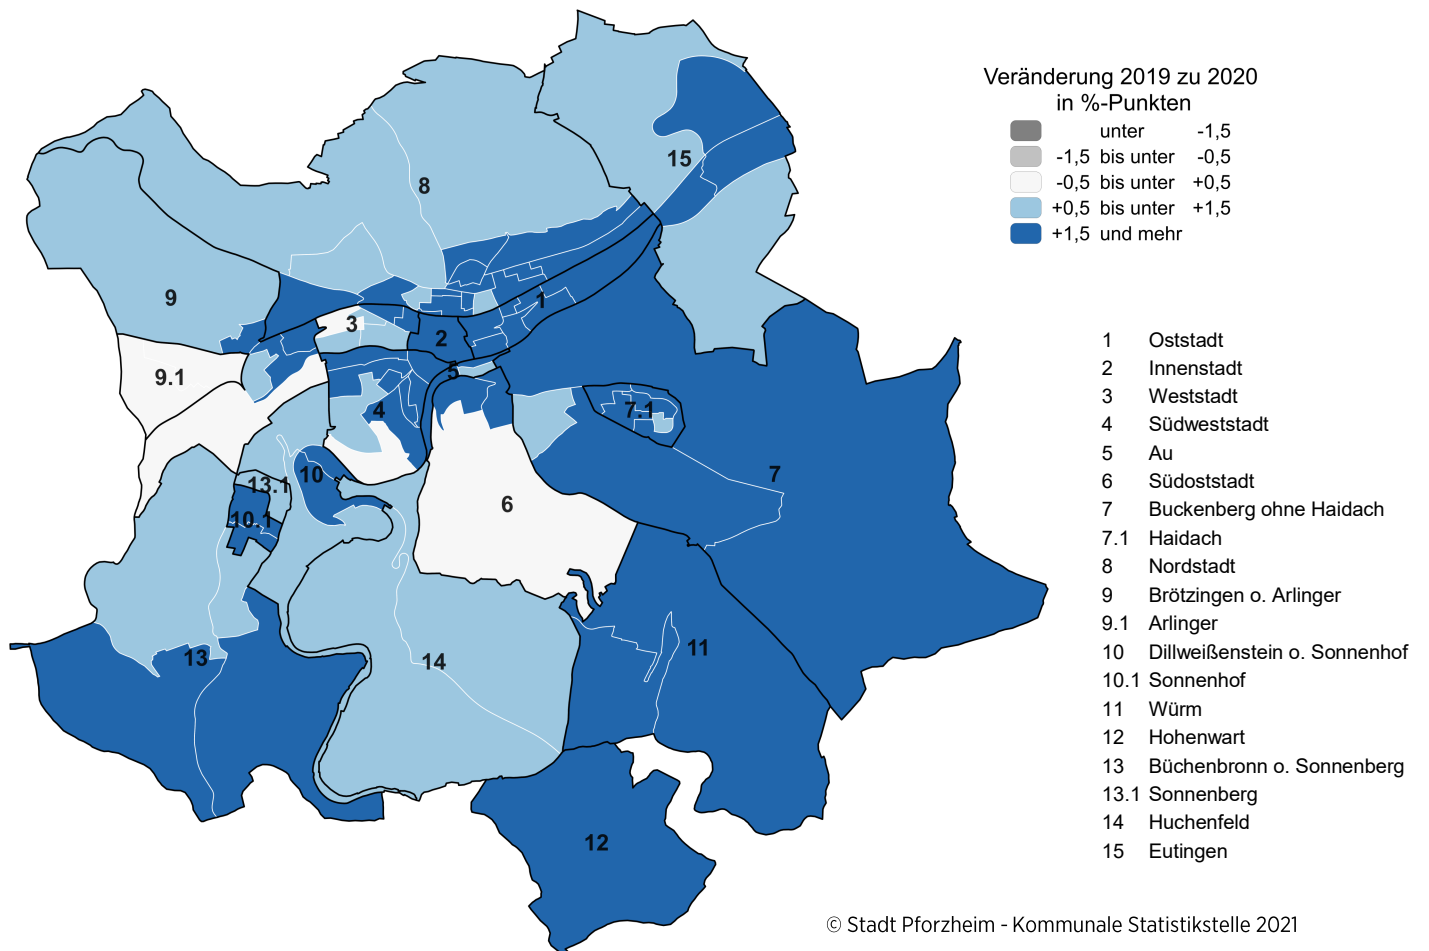 Veränderung 2019 zu 2020
in %-Punkten
unter -1,5
-1,5 bis unter -0,5
-0,5 bis unter +0,5
+0,5 bis unter +1,5
+1,5 und mehr
15
8
9
1
3
2
9.1
5
4
7.1
10
7
13.1
6
10.1
11
13
14
12
1 Oststadt
2 Innenstadt
3 Weststadt
4 Südweststadt
5 Au
6 Südoststadt
7 Buckenberg ohne Haidach
7.1 Haidach
8 Nordstadt
9 Brötzingen o. Arlinger
9.1 Arlinger
10 Dillweißenstein o. Sonnenhof
10.1 Sonnenhof
11 Würm
12 Hohenwart
13 Büchenbronn o. Sonnenberg
13.1 Sonnenberg
14 Huchenfeld
15 Eutingen
© Stadt Pforzheim - Kommunale Statistikstelle 2021